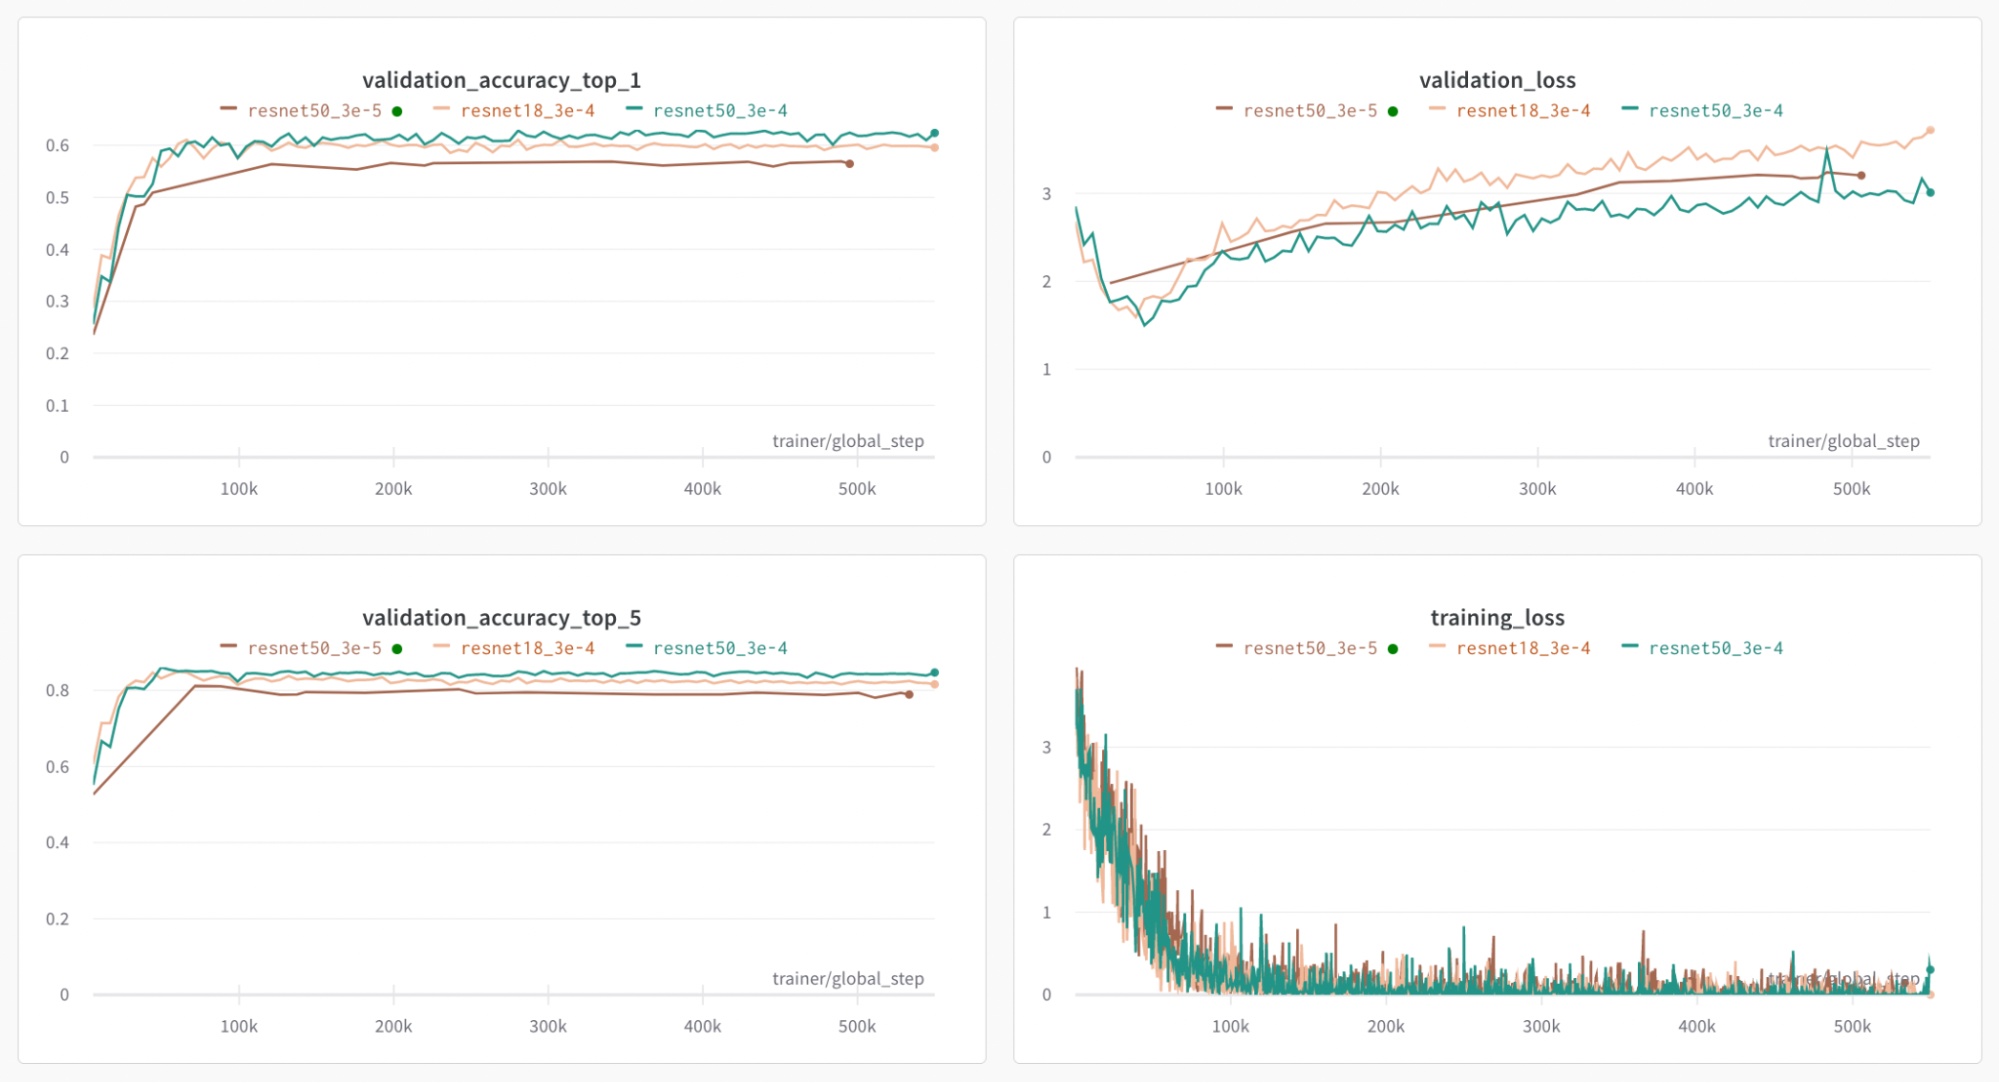 validation_accuracy_top_1
resnet50_3e-5 resnet18_3e-4 resnet50_3e-4
0.6
0.5
0.4
0.3
0.2
0.1
0
trainer/global_step
100k 200k 300k 400k 500k
validation_loss
resnet50_3e-5 resnet18_3e-4 resnet50_3e-4
3
2
1
0
trainer/global_step
100k 200k 300k 400k 500k
validation_accuracy_top_5
resnet50_3e-5 resnet18_3e-4 resnet50_3e-4
0.8
0.6
0.4
0.2
0
trainer/global_step
100k 200k 300k 400k 500k
training_loss
resnet50_3e-5 resnet18_3e-4 resnet50_3e-4
3
2
1
0
trainer/global_step
100k 200k 300k 400k 500k